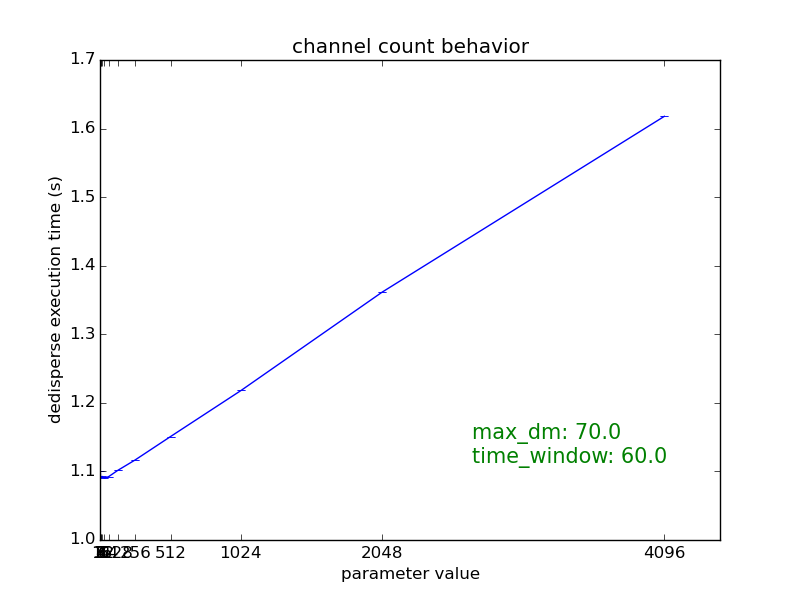 channel count behavior
1.7
1.6
1.5
1.4
1.3
1.2
1.1
1.0
dedisperse execution time (s)
max_dm: 70.0
time_window: 60.0
256 512 1024 2048 4096
parameter value